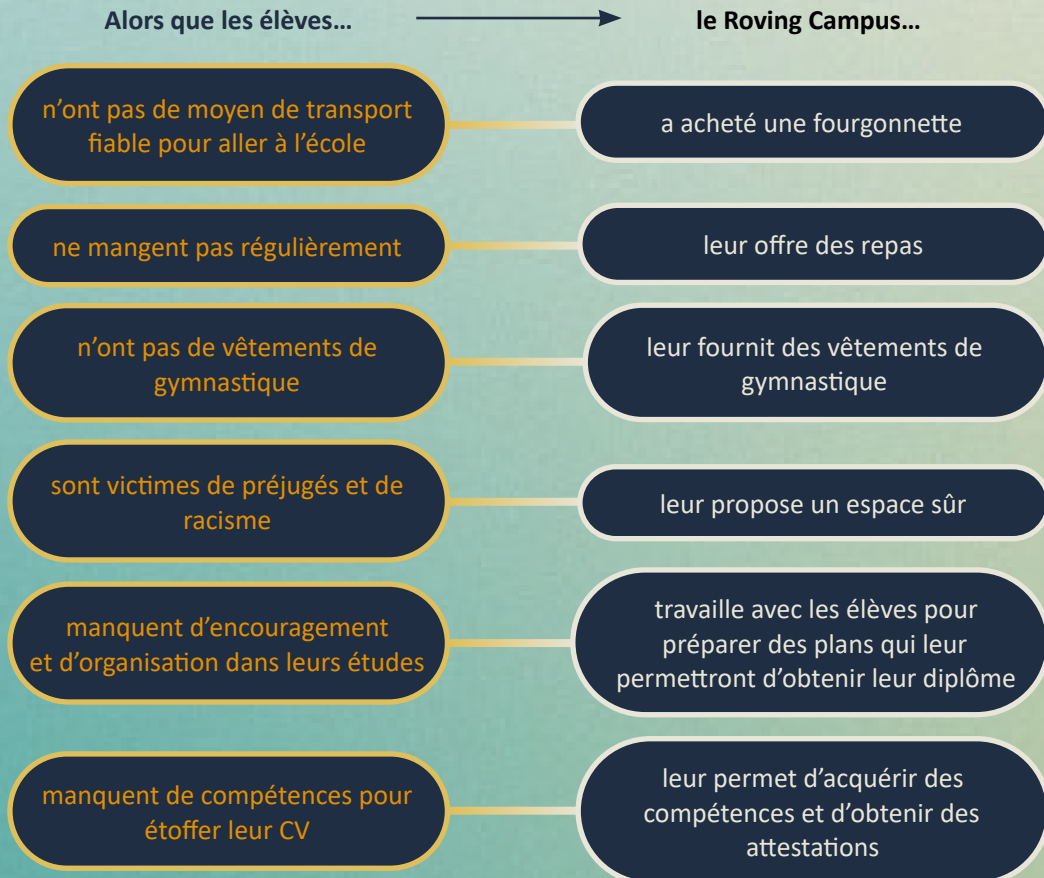 Alors que les élèves…
le Roving Campus…
n’ont pas de moyen de transport
fiable pour aller à l’école
a acheté une fourgonnette
ne mangent pas régulièrement
leur offre des repas
n’ont pas de vêtements de
gymnastique
leur fournit des vêtements de
gymnastique
sont victimes de préjugés et de
racisme
leur propose un espace sûr
manquent d’encouragement
et d’organisation dans leurs études
travaille avec les élèves pour
préparer des plans qui leur
permettront d’obtenir leur diplôme
manquent de compétences pour
étoffer leur CV
leur permet d’acquérir des
compétences et d’obtenir des
attestations